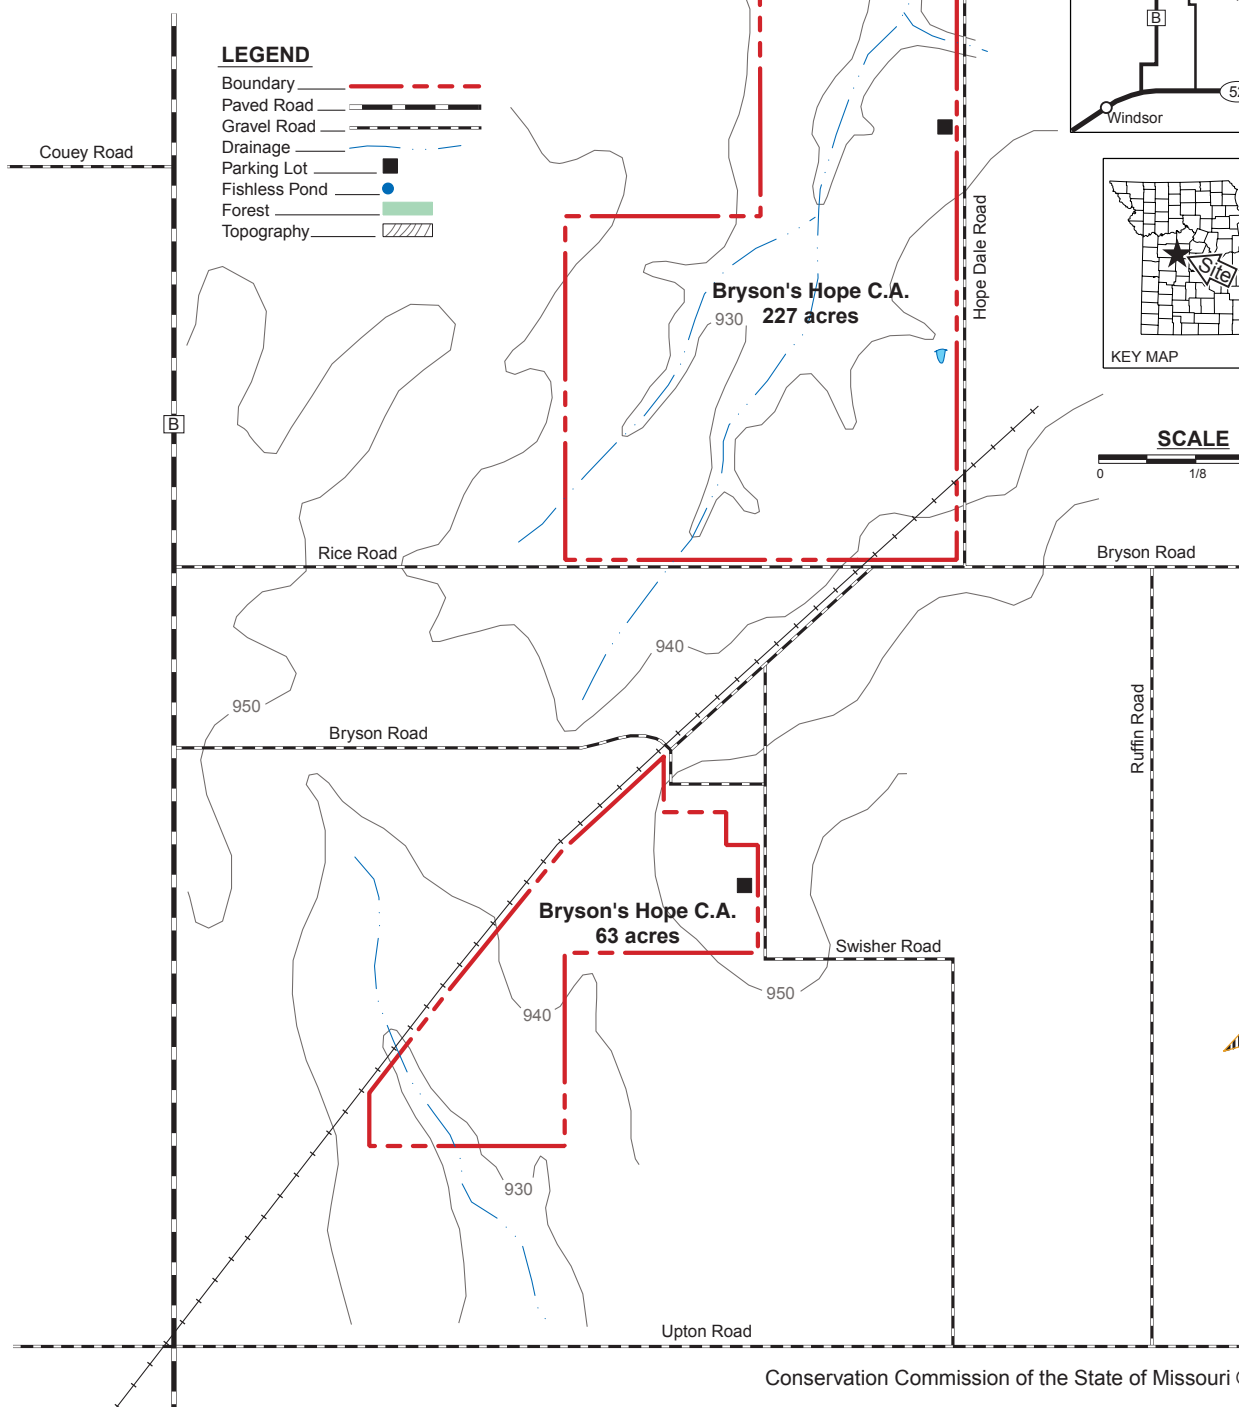 LEGEND
Boundary
Paved Road
Gravel Road
Drainage
Parking Lot
Fishless Pond
Forest
Topography
Couey Road
B
Windsor
Hope Dale Road
Site
KEY MAP
Bryson's Hope C.A.
227 acres
930
B
SCALE
0 1/8
Rice Road
Bryson Road
940
950
Bryson Road
Ruffin Road
Bryson's Hope C.A.
63 acres
Swisher Road
950
940
930
Upton Road
Conservation Commission of the State of Missouri ©